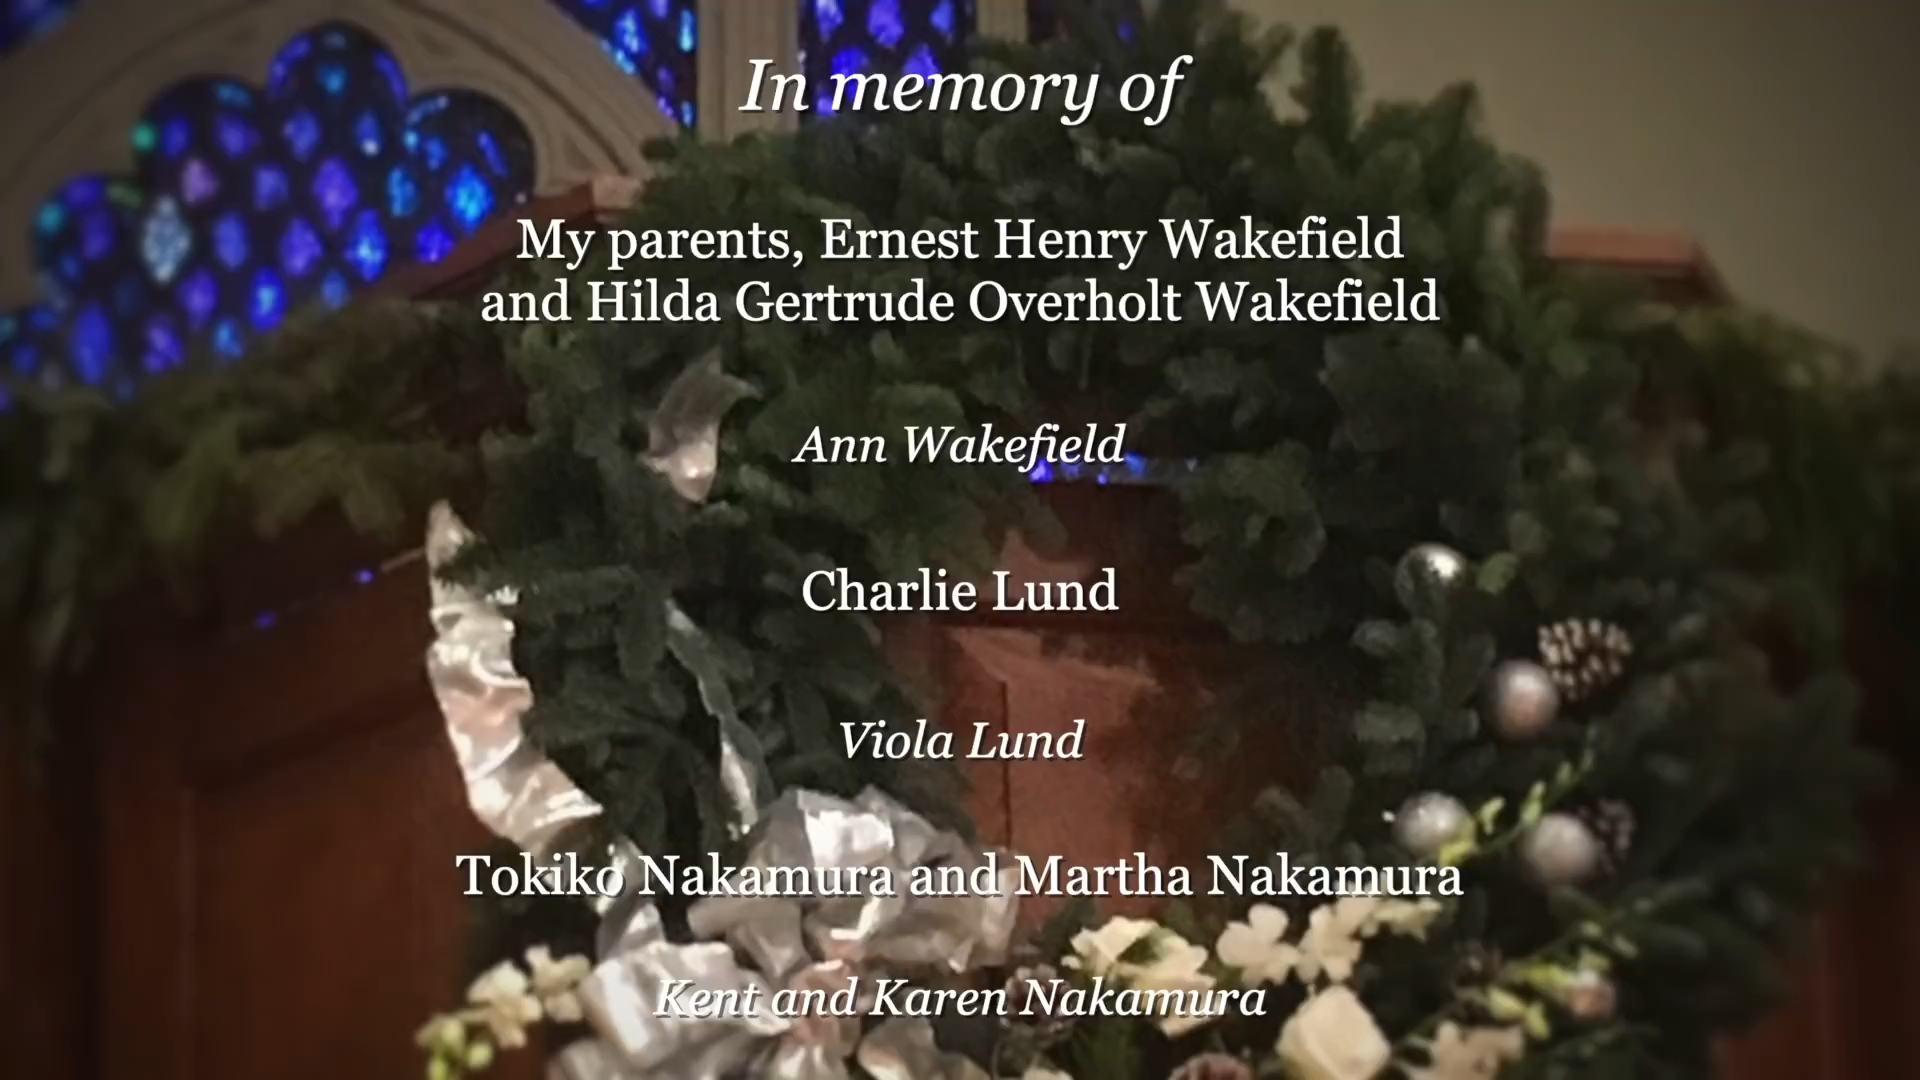 In memory of
My parents, Ernest Henry Wakefield
and Hilda Gertrude Overholt Wakefield
Ann Wakefield
Charlie Lund
Viola Lund
Tokiko Nakamura and Martha Nakamura
Kent and Karen Nakamura